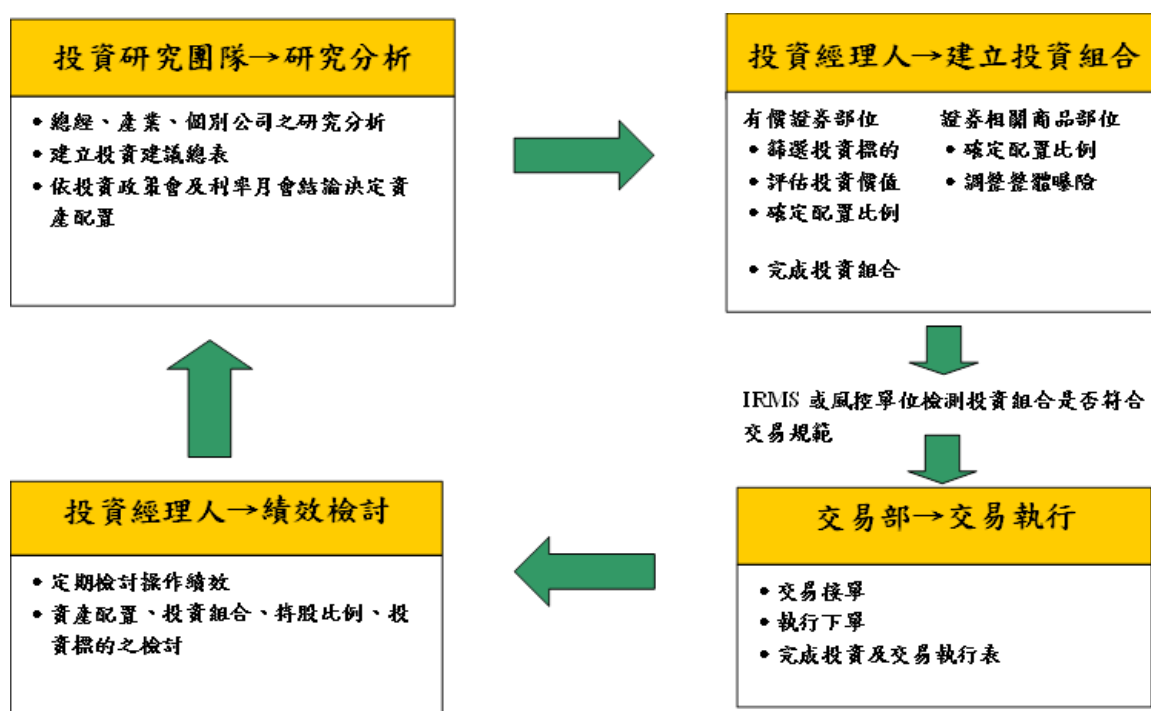 投資研究團隊→研究分析
• 總經、產業、個別公司之研究分析
• 建立投資建議總表
• 依投資政策會及利率月會結論決定資
產配置
投資經理人→建立投資組合
有價證券部位
• 篩選投資標的
• 評估投資價值
• 確定配置比例
• 完成投資組合
證券相關商品部位
• 確定配置比例
• 調整整體曝險
IRMS 或風控單位檢測投資組合是否符合
交易規範
交易部→交易執行
• 交易接單
• 執行下單
• 完成投資及交易執行表
投資經理人→績效檢討
• 定期檢討操作績效
• 資產配置、投資組合、持股比例、投
資標的之檢討